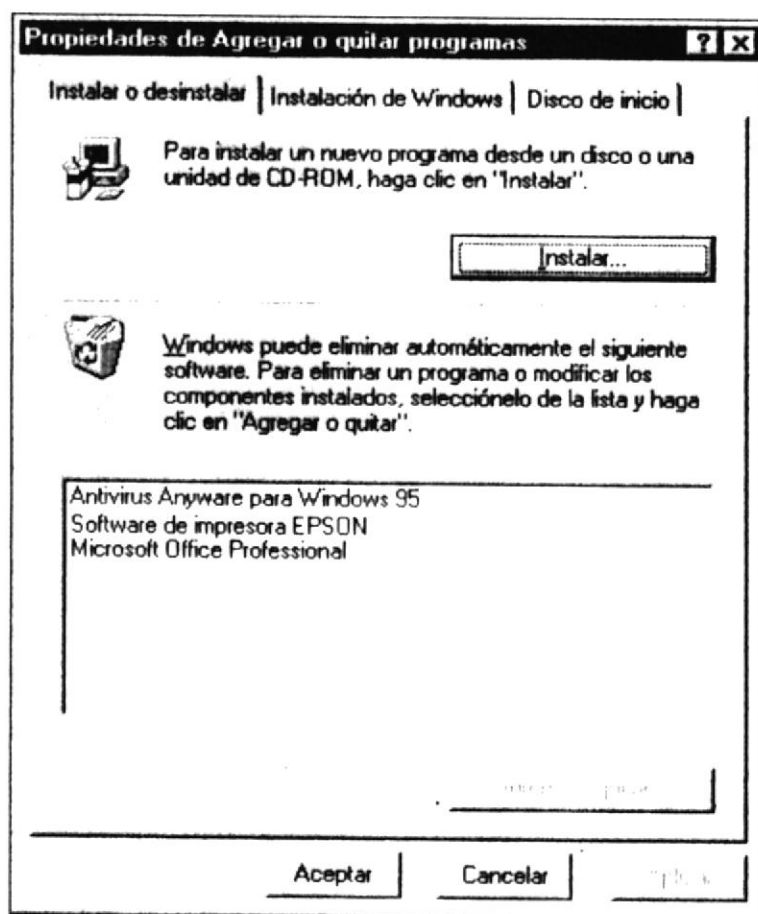 Propiedades de Agregar o quitar programas
Instalar o desinstalar | Instalación de Windows | Disco de inicio
Para instalar un nuevo programa desde un disco o una
unidad de CD-ROM, haga clic en "Instalar".
Instalar...
Windows puede eliminar automáticamente el siguiente
software. Para eliminar un programa o modificar los
componentes instalados, selecciónelo de la lista y haga
clic en "Agregar o quitar".
Antivirus Anyware para Windows 95
Software de impresora EPSON
Microsoft Office Professional
Aceptar
Cancelar